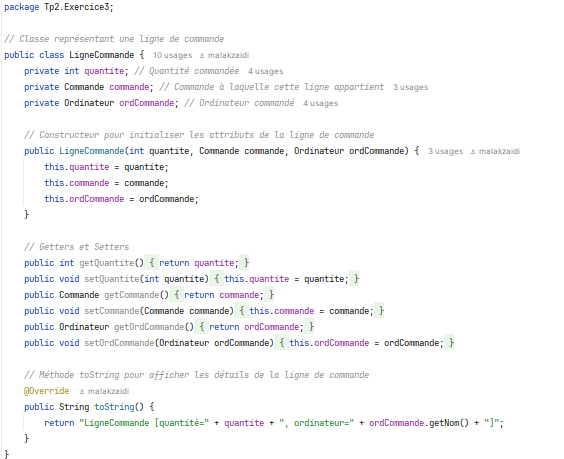 package Tp2.Exercice3;
// Classe représentant une ligne de commande
public class LigneCommande { 10 usages malakzaidi
private int quantite; // Quantité commandée 4 usages
private Commande commande; // Commande à laquelle cette ligne appartient 3 usages
private Ordinateur ordCommande; // Ordinateur commandé 4 usages
// Constructeur pour initialiser les attributs de la ligne de commande
public LigneCommande(int quantite, Commande commande, Ordinateur ordCommande) { 3 usages malakzaidi
this.quantite = quantite;
this.commande = commande;
this.ordCommande = ordCommande;
}
// Getters et Setters
public int getQuantite() { return quantite; }
public void setQuantite(int quantite) { this.quantite = quantite; }
public Commande getCommande() { return commande; }
public void setCommande(Commande commande) { this.commande = commande; }
public Ordinateur getOrdCommande() { return ordCommande; }
public void setOrdCommande(Ordinateur ordCommande) { this.ordCommande = ordCommande; }
// Méthode toString pour afficher les détails de la ligne de commande
@Override malakzaidi
public String toString() {
return "LigneCommande [quantité=" + quantite + ", ordinateur=" + ordCommande.getNom() + "]";
}
}